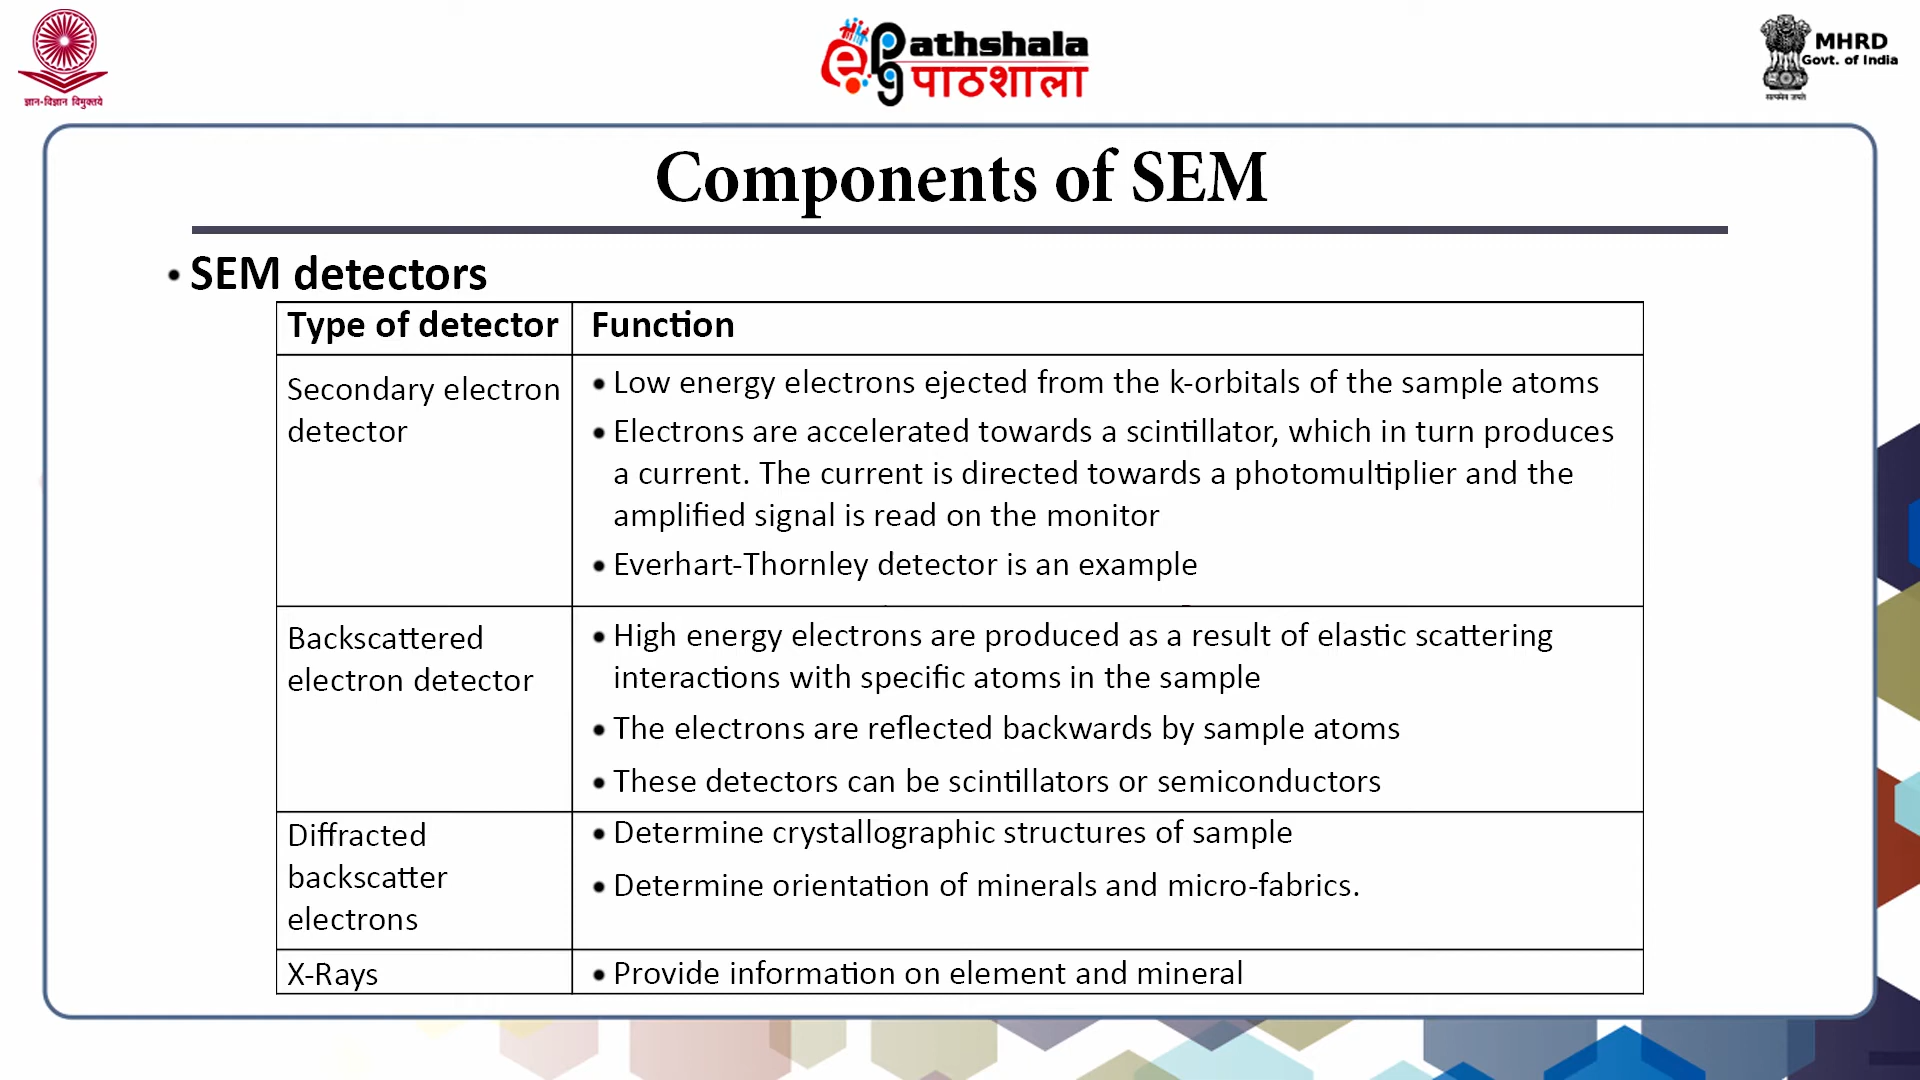 ज्ञान-विज्ञान विमुक्तये
ePg Pathshala
पाठशाला
MHRD
Govt. of India
सत्यमेव जयते
Components of SEM
• SEM detectors
Type of detector
Function
Secondary electron
detector
• Low energy electrons ejected from the k-orbitals of the sample atoms
• Electrons are accelerated towards a scintillator, which in turn produces
a current. The current is directed towards a photomultiplier and the
amplified signal is read on the monitor
• Everhart-Thornley detector is an example
Backscattered
electron detector
• High energy electrons are produced as a result of elastic scattering
interactions with specific atoms in the sample
• The electrons are reflected backwards by sample atoms
• These detectors can be scintillators or semiconductors
Diffracted
backscatter
electrons
• Determine crystallographic structures of sample
• Determine orientation of minerals and micro-fabrics.
X-Rays
• Provide information on element and mineral